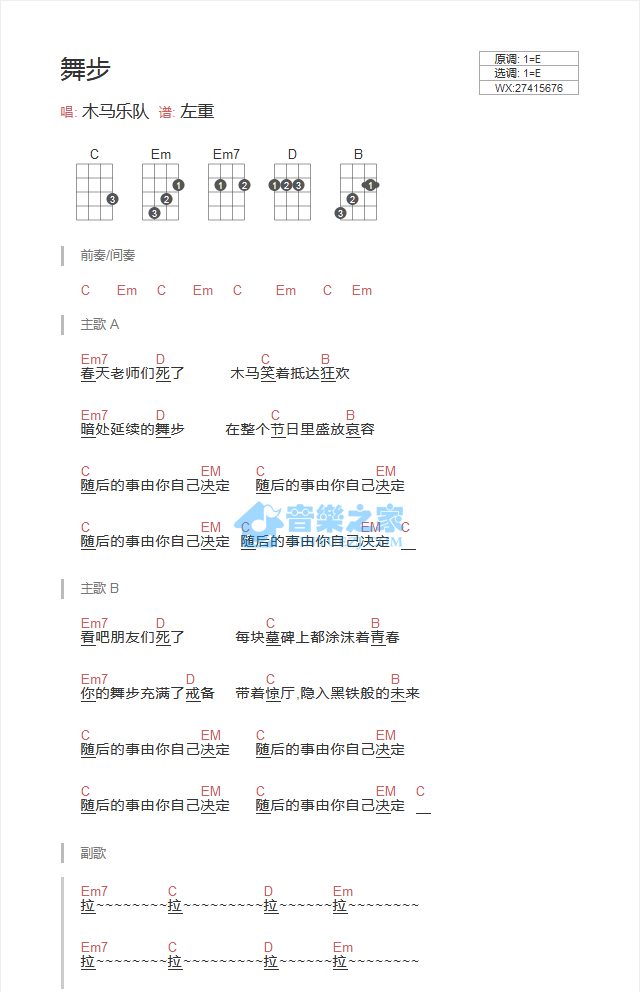 舞步
原调: 1=E
选调: 1=E
WX:27415676
唱: 木马乐队 谱: 左重
C Em Em7 D B
3 1 2 3 1 2 1 2 3 1 2 3
前奏/间奏
C Em C Em C Em C Em
主歌 A
Em7 D C B
春天老师们死了 木马笑着抵达狂欢
Em7 D C B
暗处延续的舞步 在整个节日里盛放哀容
C EM C EM
随后的事由你自己决定 随后的事由你自己决定
音樂之家
C EM C EM C
随后的事由你自己决定 随后的事由你自己决定
主歌 B
Em7 D C B
看吧朋友们死了 每块墓碑上都涂沫着青春
Em7 D C B
你的舞步充满了戒备 带着惊厅,隐入黑铁般的未来
C EM C EM
随后的事由你自己决定 随后的事由你自己决定
C EM C EM C
随后的事由你自己决定 随后的事由你自己决定
副歌
Em7 C D Em
拉~~~~~~~~拉~~~~~~~~~拉~~~~~~拉~~~~~~~~
Em7 C D Em
拉~~~~~~~~拉~~~~~~~~~拉~~~~~~拉~~~~~~~~